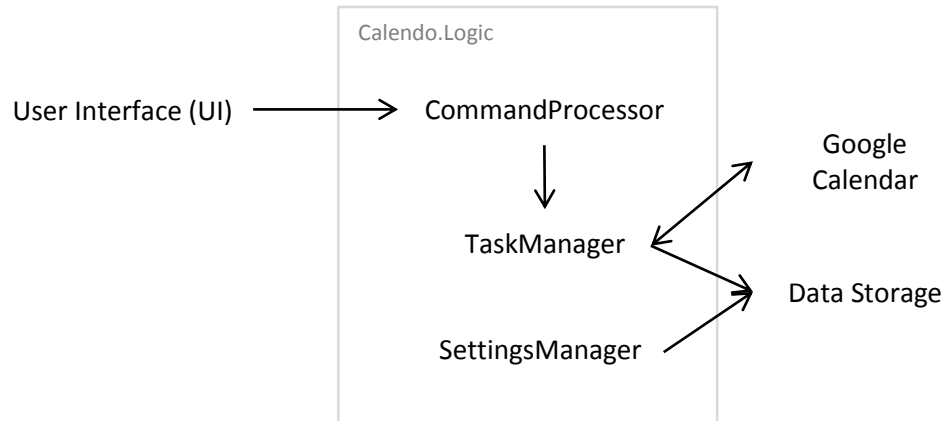 Calendo.Logic
User Interface (UI)
CommandProcessor
Google
Calendar
TaskManager
Data Storage
SettingsManager